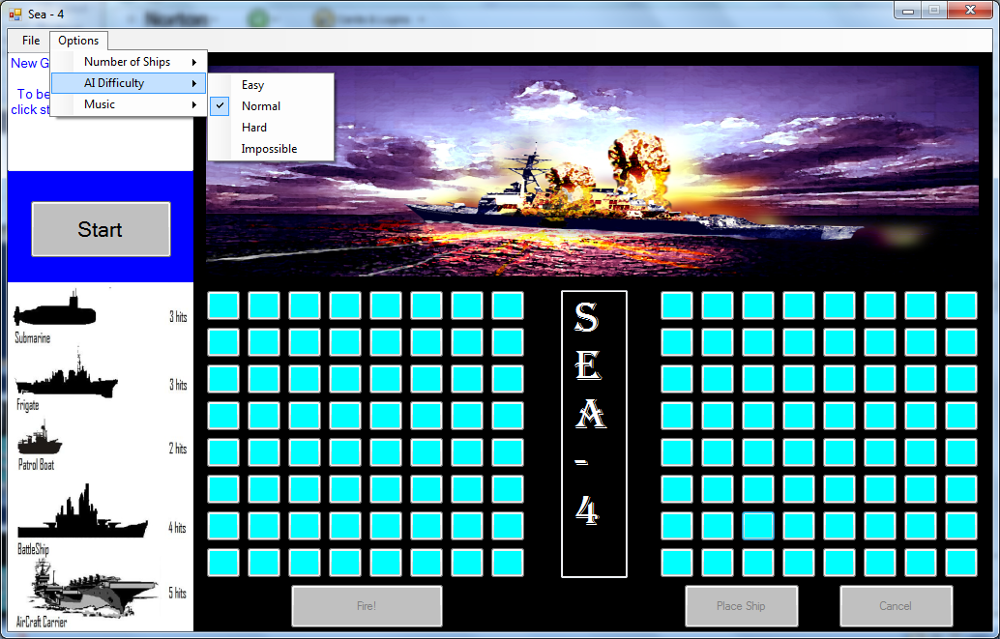 Sea - 4
Norton
File Options
New G
To be
click st
Number of Ships
AI Difficulty
Music
Easy
Normal
Hard
Impossible
Start
3 hits
Submarine
3 hits
Frigate
2 hits
Patrol Boat
4 hits
BattleShip
5 hits
AirCraft Carrier
S
E
A
-
4
Fire!
Place Ship
Cancel